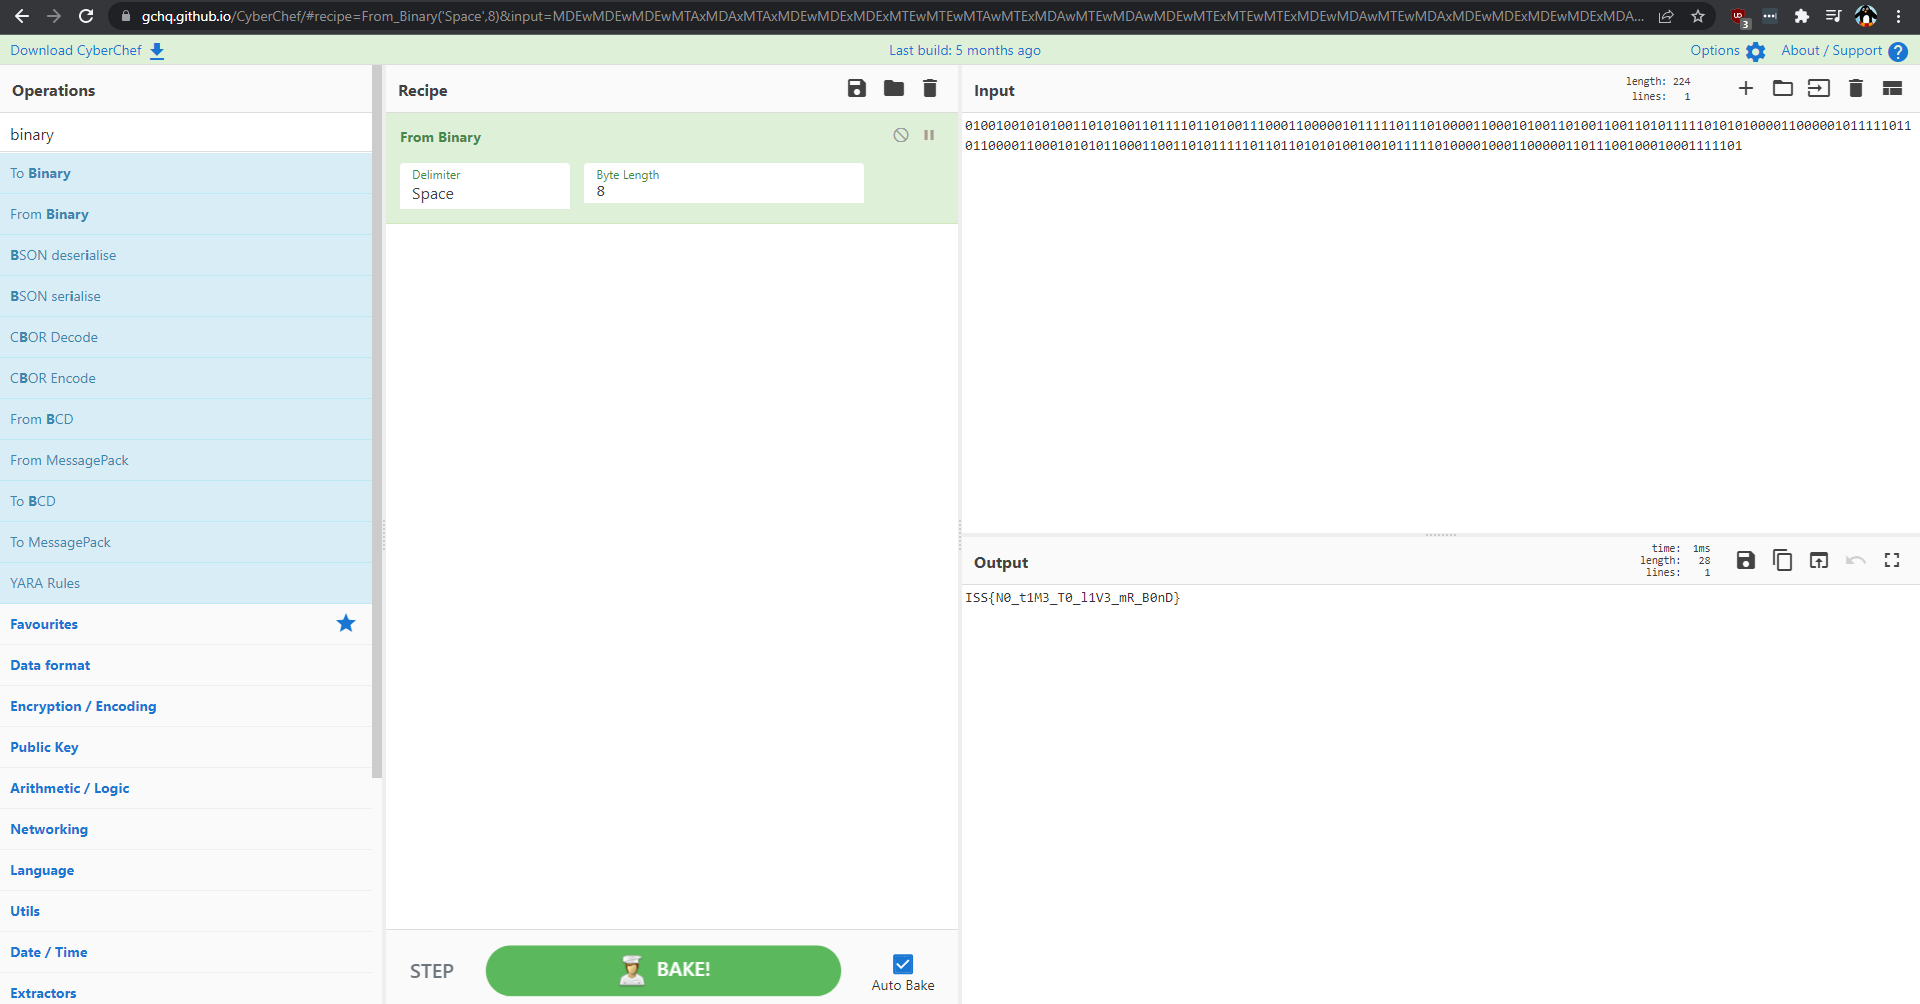 gchq.github.io/CyberChef/#recipe=From_Binary('Space',8)&input=MDEwMDEwMDEwMTAxMDAxMTAxMDEwMDExMDExMTEwMTEwMTAwMTExMDAwMTEwMDAwMDEwMTExMTEwMTExMDEwMDAwMTEwMDAxMDEwMDExMDEwMDExMDA...
3
Download CyberChef
Last build: 5 months ago
Options
About / Support
Operations
binary
To Binary
From Binary
BSON deserialise
BSON serialise
CBOR Decode
CBOR Encode
From BCD
From MessagePack
To BCD
To MessagePack
YARA Rules
Favourites
Data format
Encryption / Encoding
Public Key
Arithmetic / Logic
Networking
Language
Utils
Date / Time
Extractors
Recipe
From Binary
Delimiter
Space
Byte Length
8
STEP
BAKE!
Auto Bake
Input
length: 224
lines: 1
010010010101001101010011011110110100111000110000010111110111010000110001010011010011001101011111010101000011000001011111011
01100001100010101011000110011010111110110110101010010010111110100001000110000011011100100010001111101
Output
time: 1ms
length: 28
lines: 1
ISS{N0_t1M3_T0_l1V3_mR_B0nD}